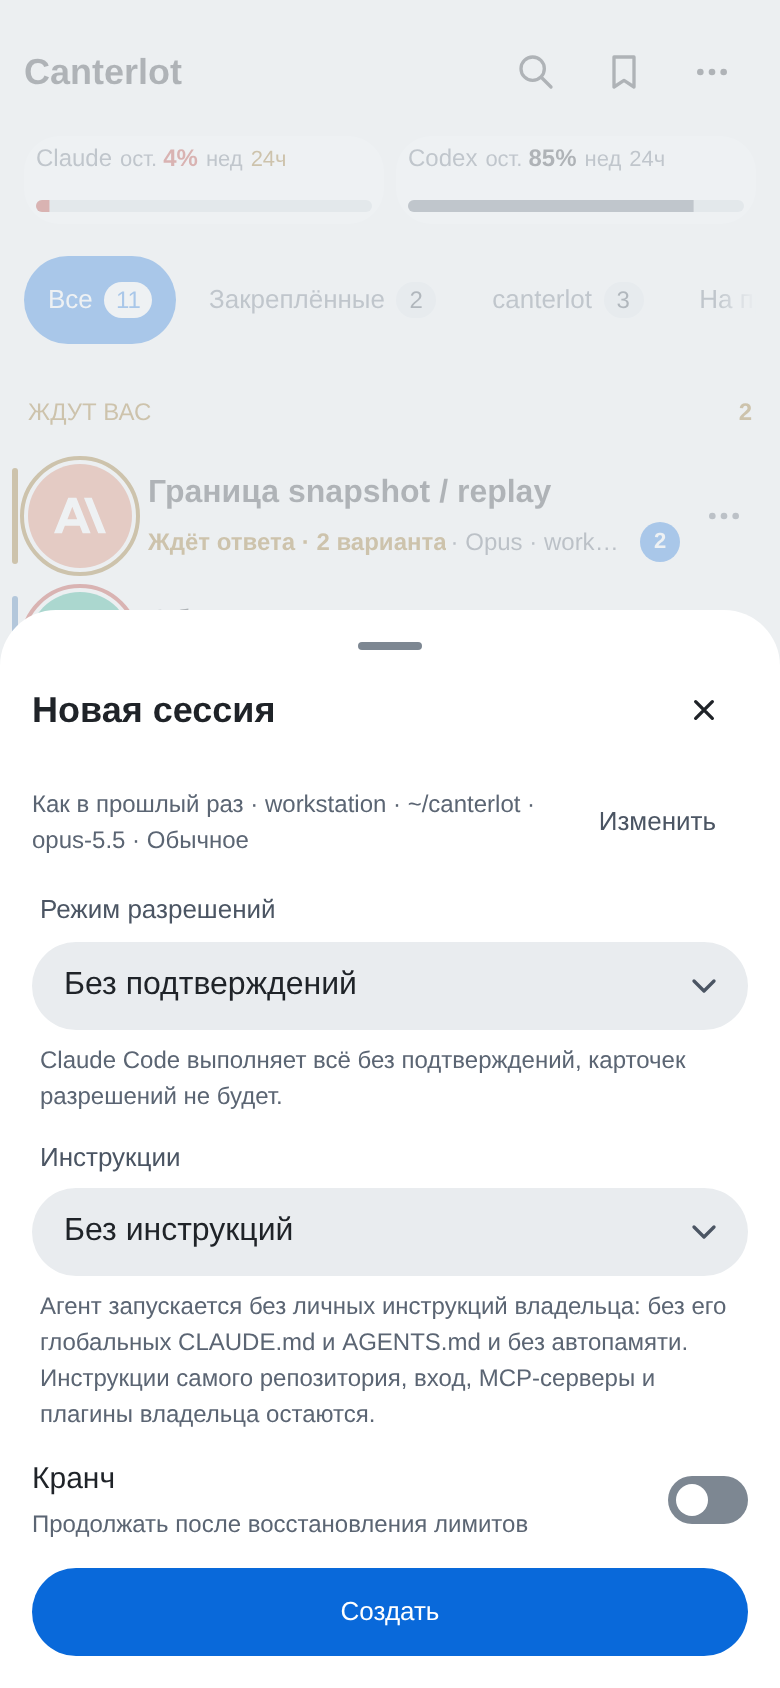 Canterlot
Claude ост. 4% нед 24ч
Codex ост. 85% нед 24ч
Все 11 Закреплённые 2 canterlot 3 На п
ЖДУТ ВАС 2
Граница snapshot / replay
Ждёт ответа · 2 варианта · Opus · work… 2
Новая сессия
Как в прошлый раз · workstation · ~/canterlot ·
opus-5.5 · Обычное
Изменить
Режим разрешений
Без подтверждений
Claude Code выполняет всё без подтверждений, карточек
разрешений не будет.
Инструкции
Без инструкций
Агент запускается без личных инструкций владельца: без его
глобальных CLAUDE.md и AGENTS.md и без автопамяти.
Инструкции самого репозитория, вход, MCP-серверы и
плагины владельца остаются.
Кранч
Продолжать после восстановления лимитов
Создать